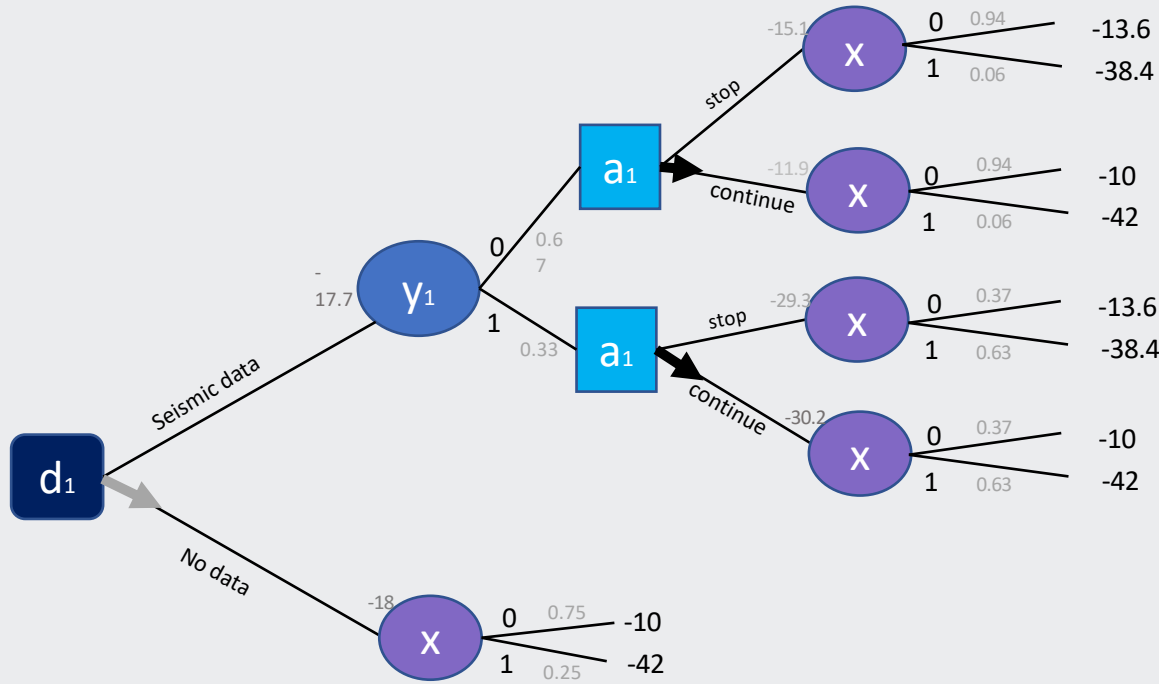 -15.1
x
0
0.94
-13.6
1
0.06
-38.4
stop
a1
-11.9
continue
x
0
0.94
-10
1
0.06
-42
0
0.6
7
-
17.7
y1
1
0.33
a1
stop
-29.3
x
0
0.37
-13.6
1
0.63
-38.4
continue
-30.2
x
0
0.37
-10
1
0.63
-42
Seismic data
d1
No data
-18
x
0
0.75
-10
1
0.25
-42